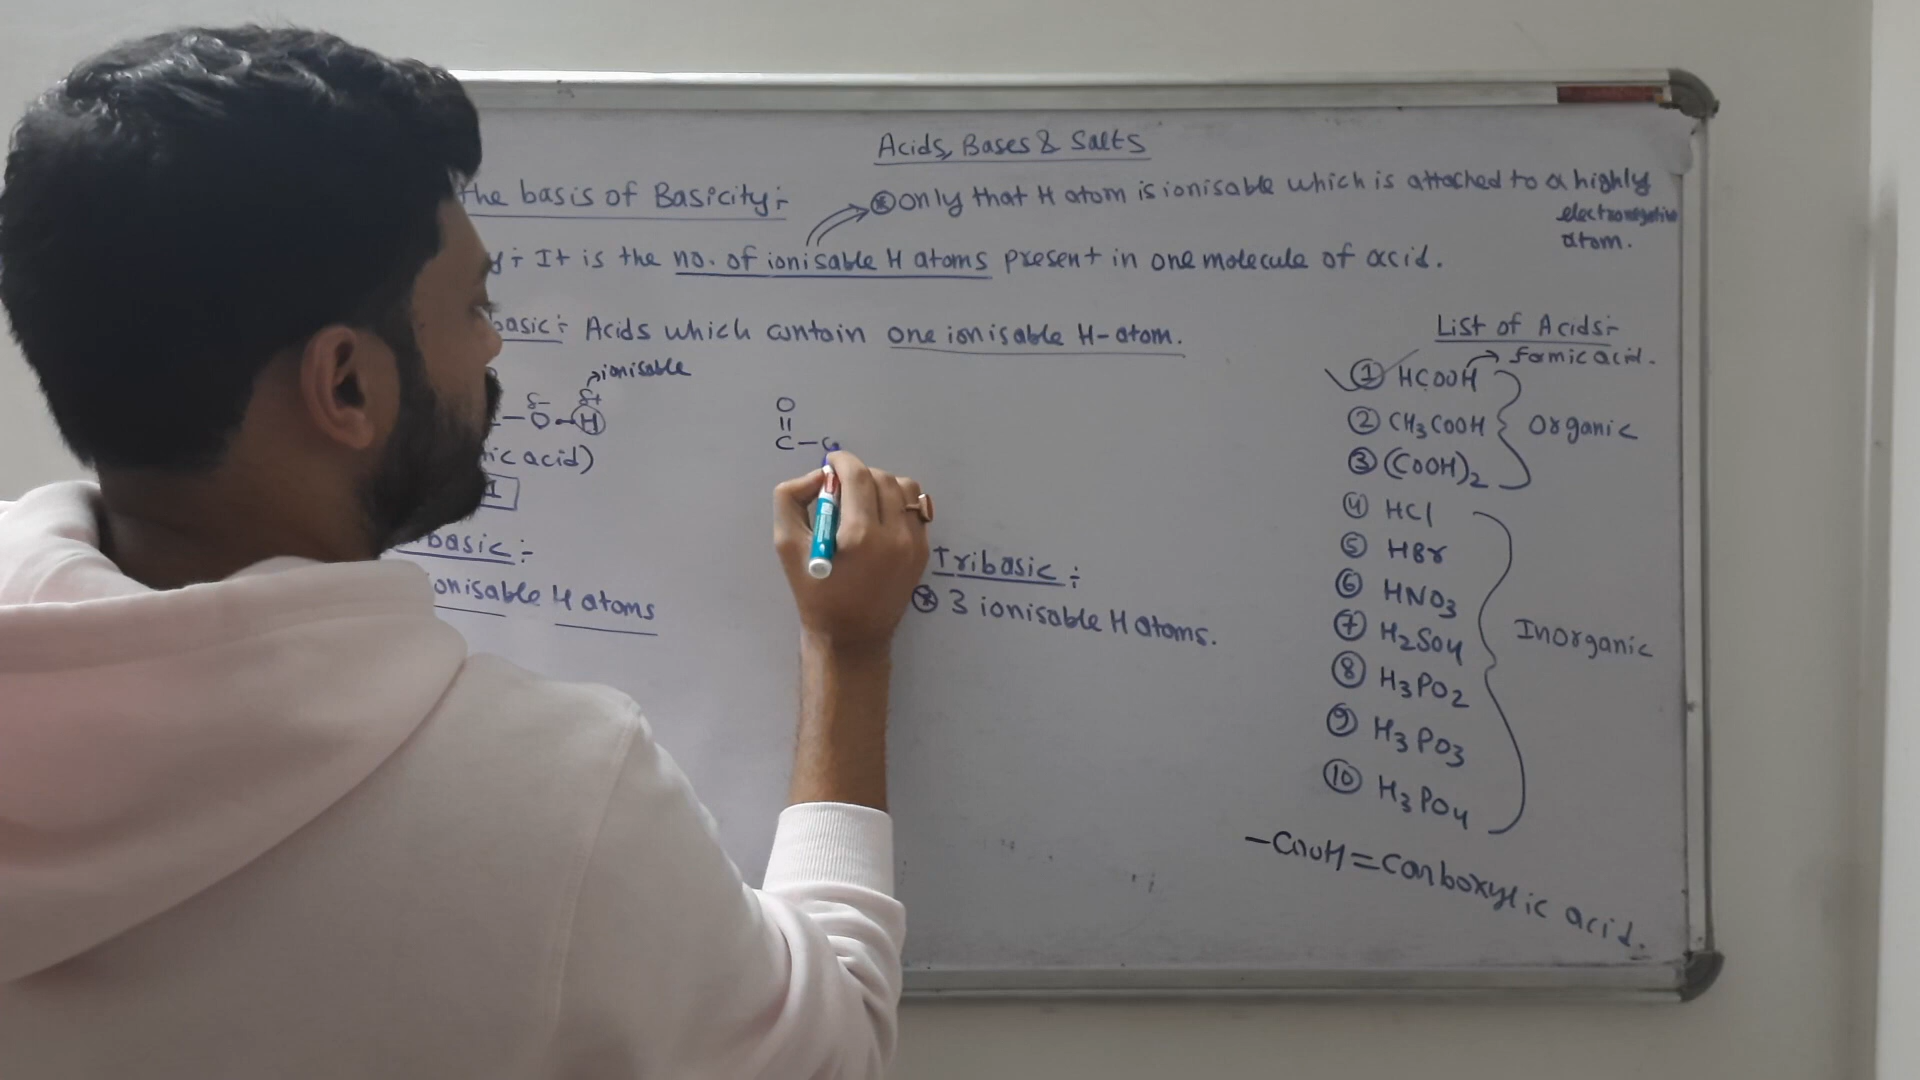 Acids, Bases & Salts
the basis of Basicity :-
⊛ only that H atom is ionisable which is attached to a highly
electronegative
atom.
y :- It is the no. of ionisable H atoms present in one molecule of acid.
basic :- Acids which contain one ionisable H-atom.
→ ionisable
δ- δ+
-O-H
ic acid)
1
O
||
C-
basic :-
ionisable H atoms
Tribasic :-
⊛ 3 ionisable H atoms.
List of Acids :-
→ formic acid.
① HCOOH
② CH3COOH
③ (COOH)2
Organic
④ HCl
⑤ HBr
⑥ HNO3
⑦ H2SO4
⑧ H3PO2
⑨ H3PO3
⑩ H3PO4
Inorganic
-COOH = Carboxylic acid.